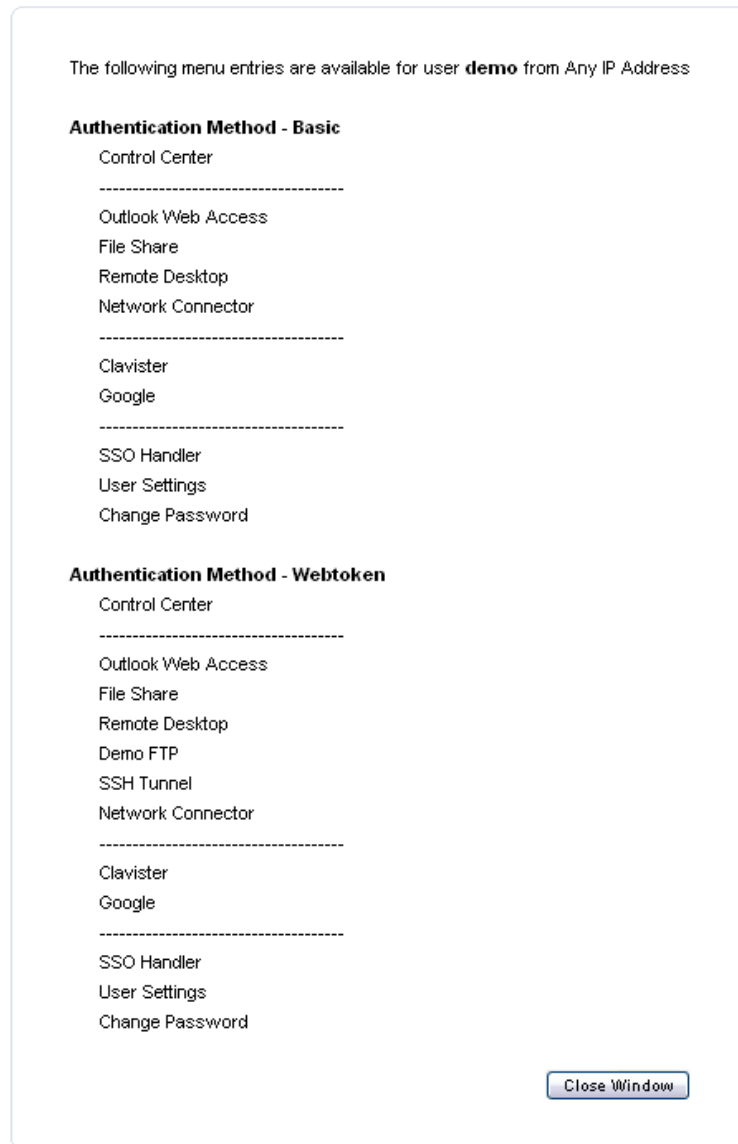 The following menu entries are available for user demo from Any IP Address
Authentication Method - Basic
Control Center
-------------------------------------
Outlook Web Access
File Share
Remote Desktop
Network Connector
-------------------------------------
Clavister
Google
-------------------------------------
SSO Handler
User Settings
Change Password
Authentication Method - Webtoken
Control Center
-------------------------------------
Outlook Web Access
File Share
Remote Desktop
Demo FTP
SSH Tunnel
Network Connector
-------------------------------------
Clavister
Google
-------------------------------------
SSO Handler
User Settings
Change Password
Close Window